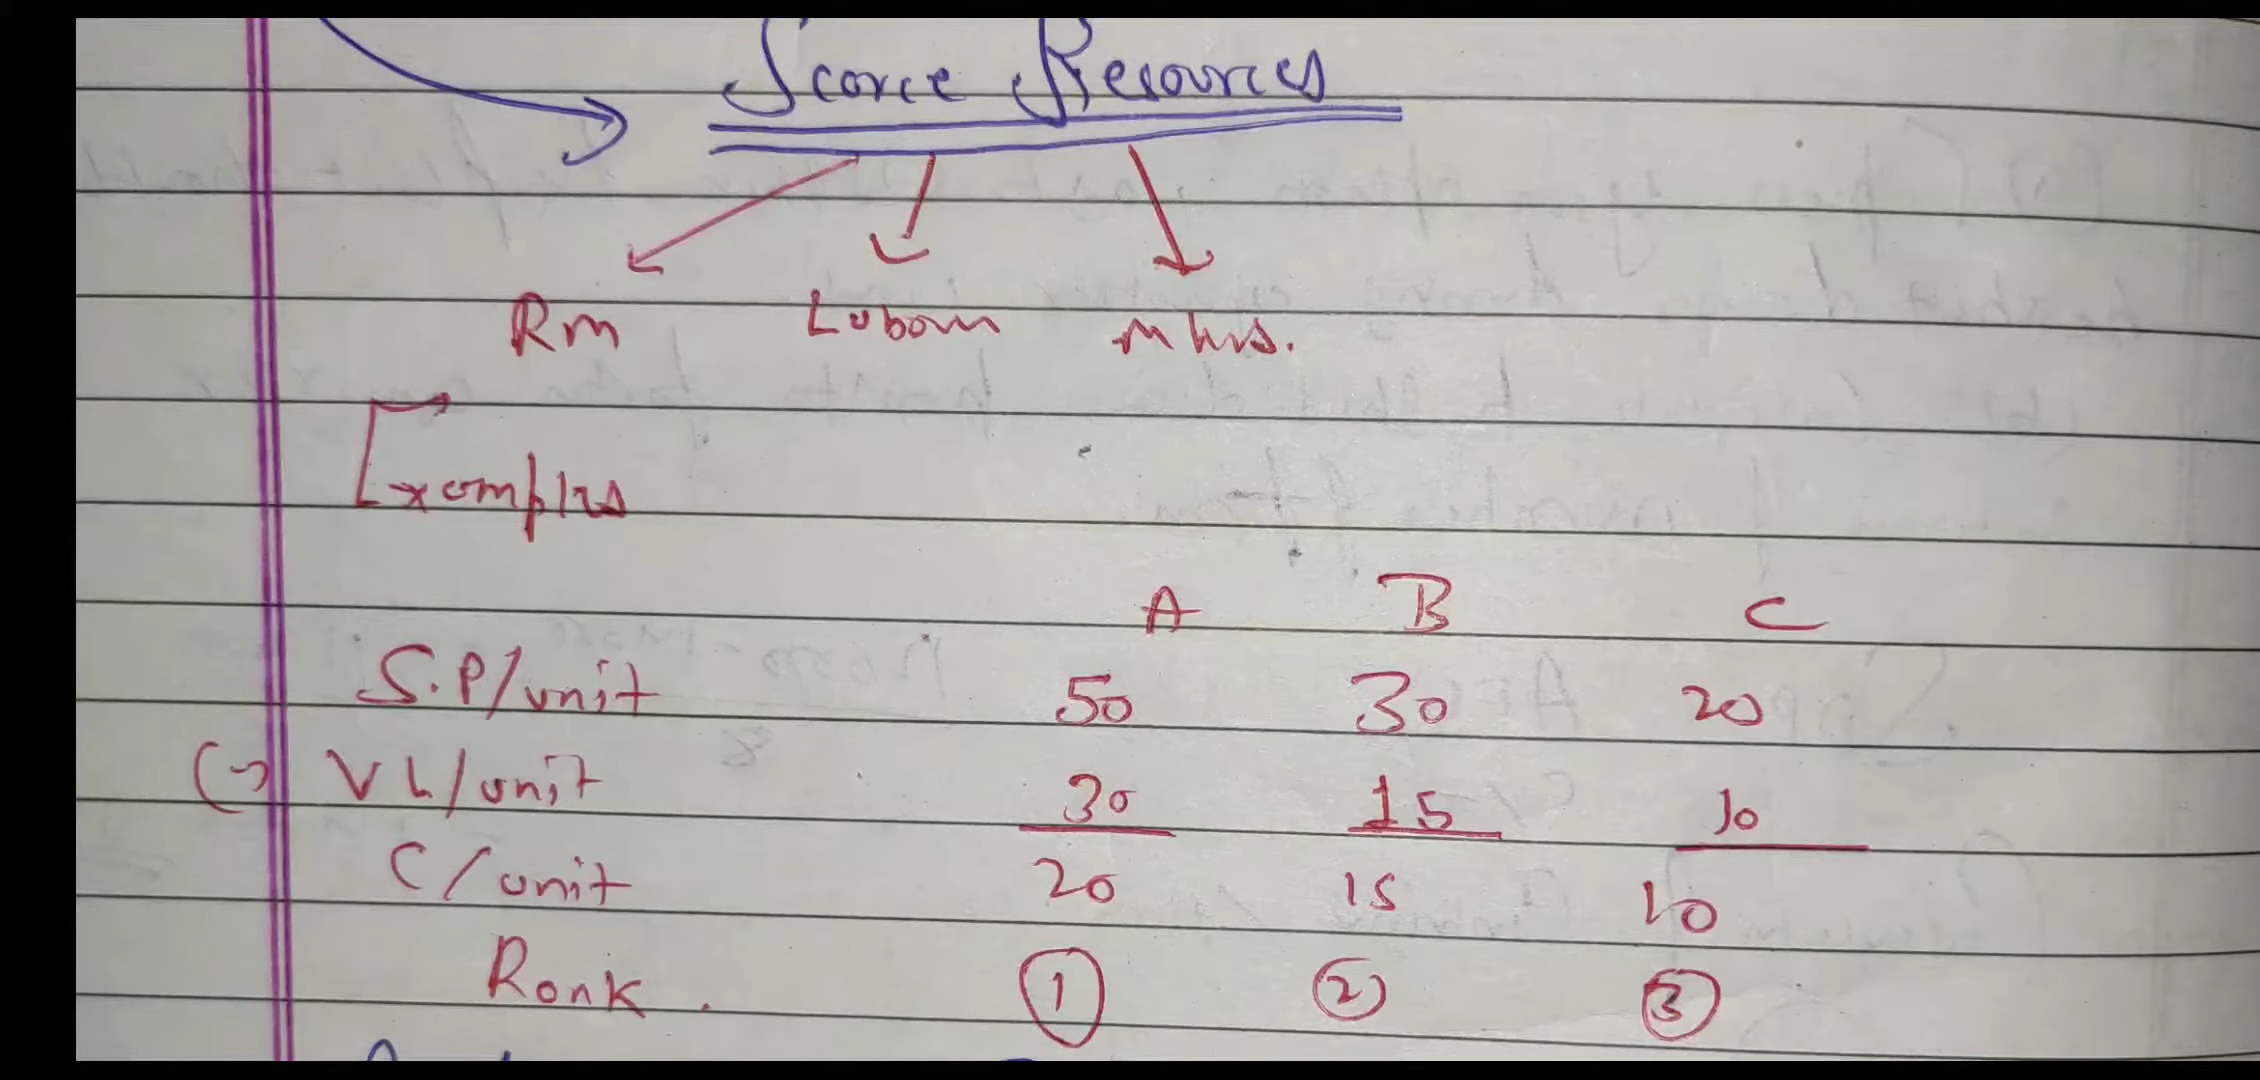 Scarce Resources
Rm Labour mhrs.
Examples
A B C
S.P/unit 50 30 20
(-) VC/unit 30 15 10
C/unit 20 15 10
Rank. 1 2 3